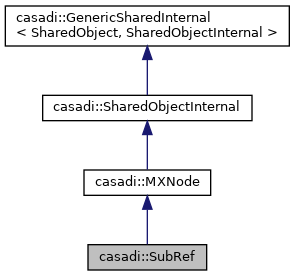 casadi::GenericSharedInternal
< SharedObject, SharedObjectInternal >
casadi::SharedObjectInternal
casadi::MXNode
casadi::SubRef